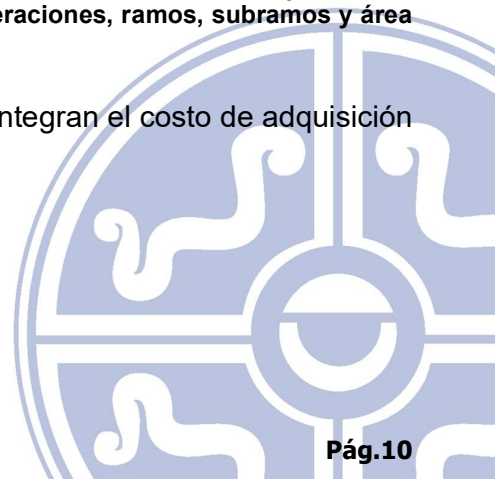 eraciones, ramos, subramos y área
ntegran el costo de adquisición
Pág.10